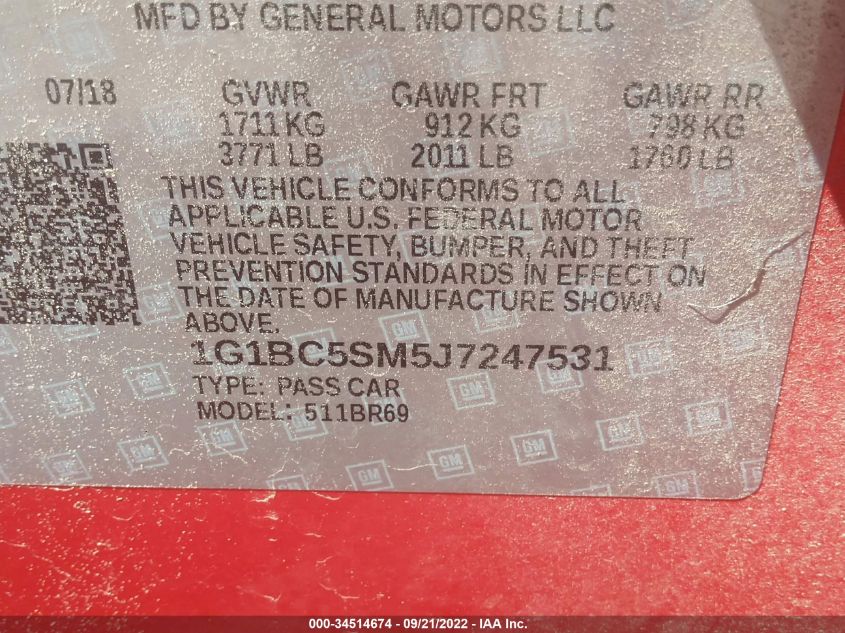 MFD BY GENERAL MOTORS LLC
07/18 GVWR GAWR FRT GAWR RR
1711 KG 912 KG 798 KG
3771 LB 2011 LB 1760 LB
THIS VEHICLE CONFORMS TO ALL
APPLICABLE U.S. FEDERAL MOTOR
VEHICLE SAFETY, BUMPER, AND THEFT
PREVENTION STANDARDS IN EFFECT ON
THE DATE OF MANUFACTURE SHOWN
ABOVE.
1G1BC5SM5J7247531
TYPE: PASS CAR
MODEL: 511BR69
GM
000-34514674 - 09/21/2022 - IAA Inc.